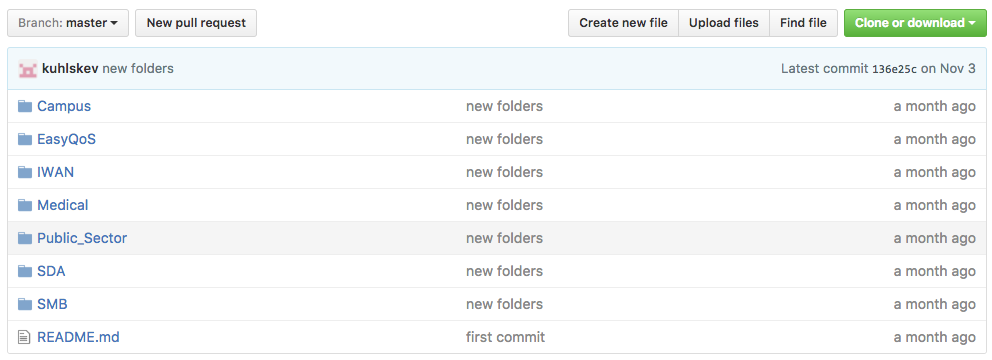 Branch: master New pull request Create new file Upload files Find file Clone or download
kuhlskev new folders Latest commit 136e25c on Nov 3
Campus new folders a month ago
EasyQoS new folders a month ago
IWAN new folders a month ago
Medical new folders a month ago
Public_Sector new folders a month ago
SDA new folders a month ago
SMB new folders a month ago
README.md first commit a month ago